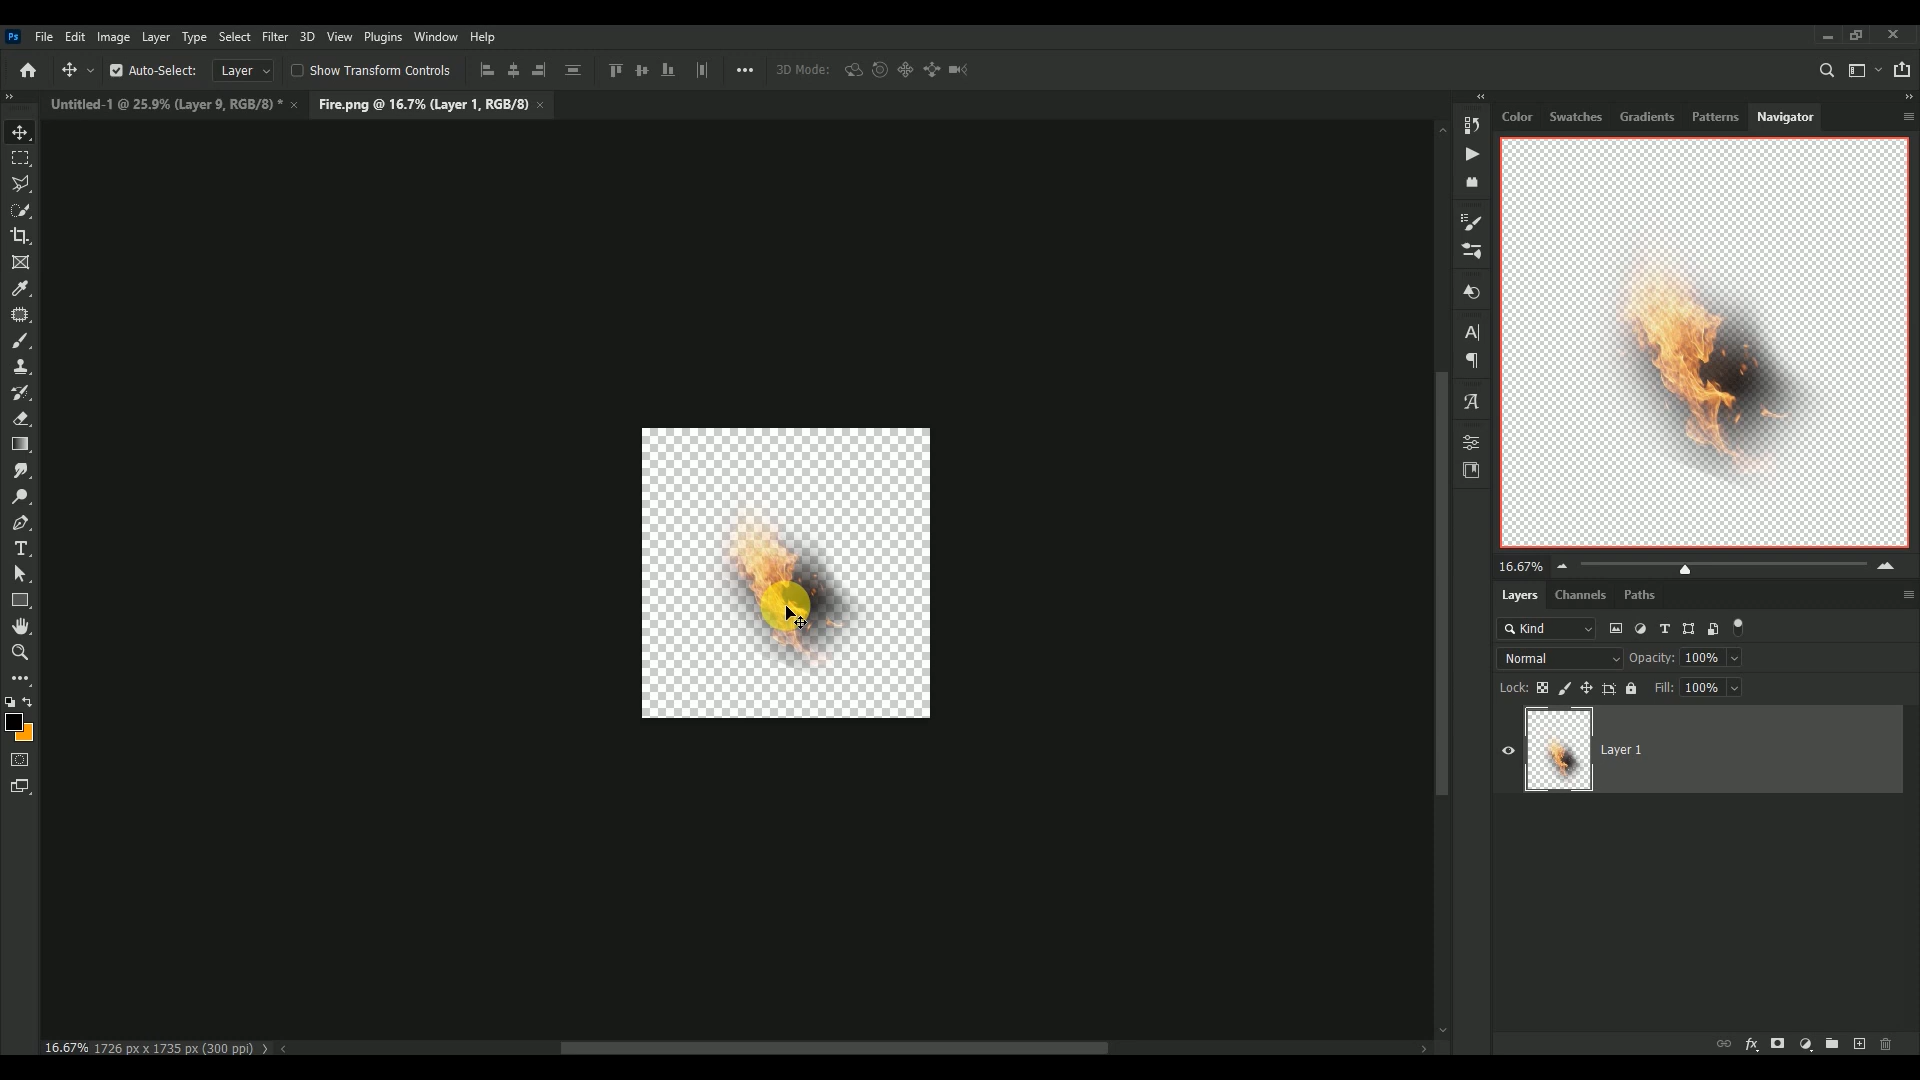 Ps File Edit Image Layer Type Select Filter 3D View Plugins Window Help
Auto-Select: Layer Show Transform Controls 3D Mode:
Untitled-1 @ 25.9% (Layer 9, RGB/8) * Fire.png @ 16.7% (Layer 1, RGB/8)
Color Swatches Gradients Patterns Navigator
16.67%
Layers Channels Paths
Kind
Normal Opacity: 100%
Lock: Fill: 100%
Layer 1
16.67% 1726 px x 1735 px (300 ppi)
fx